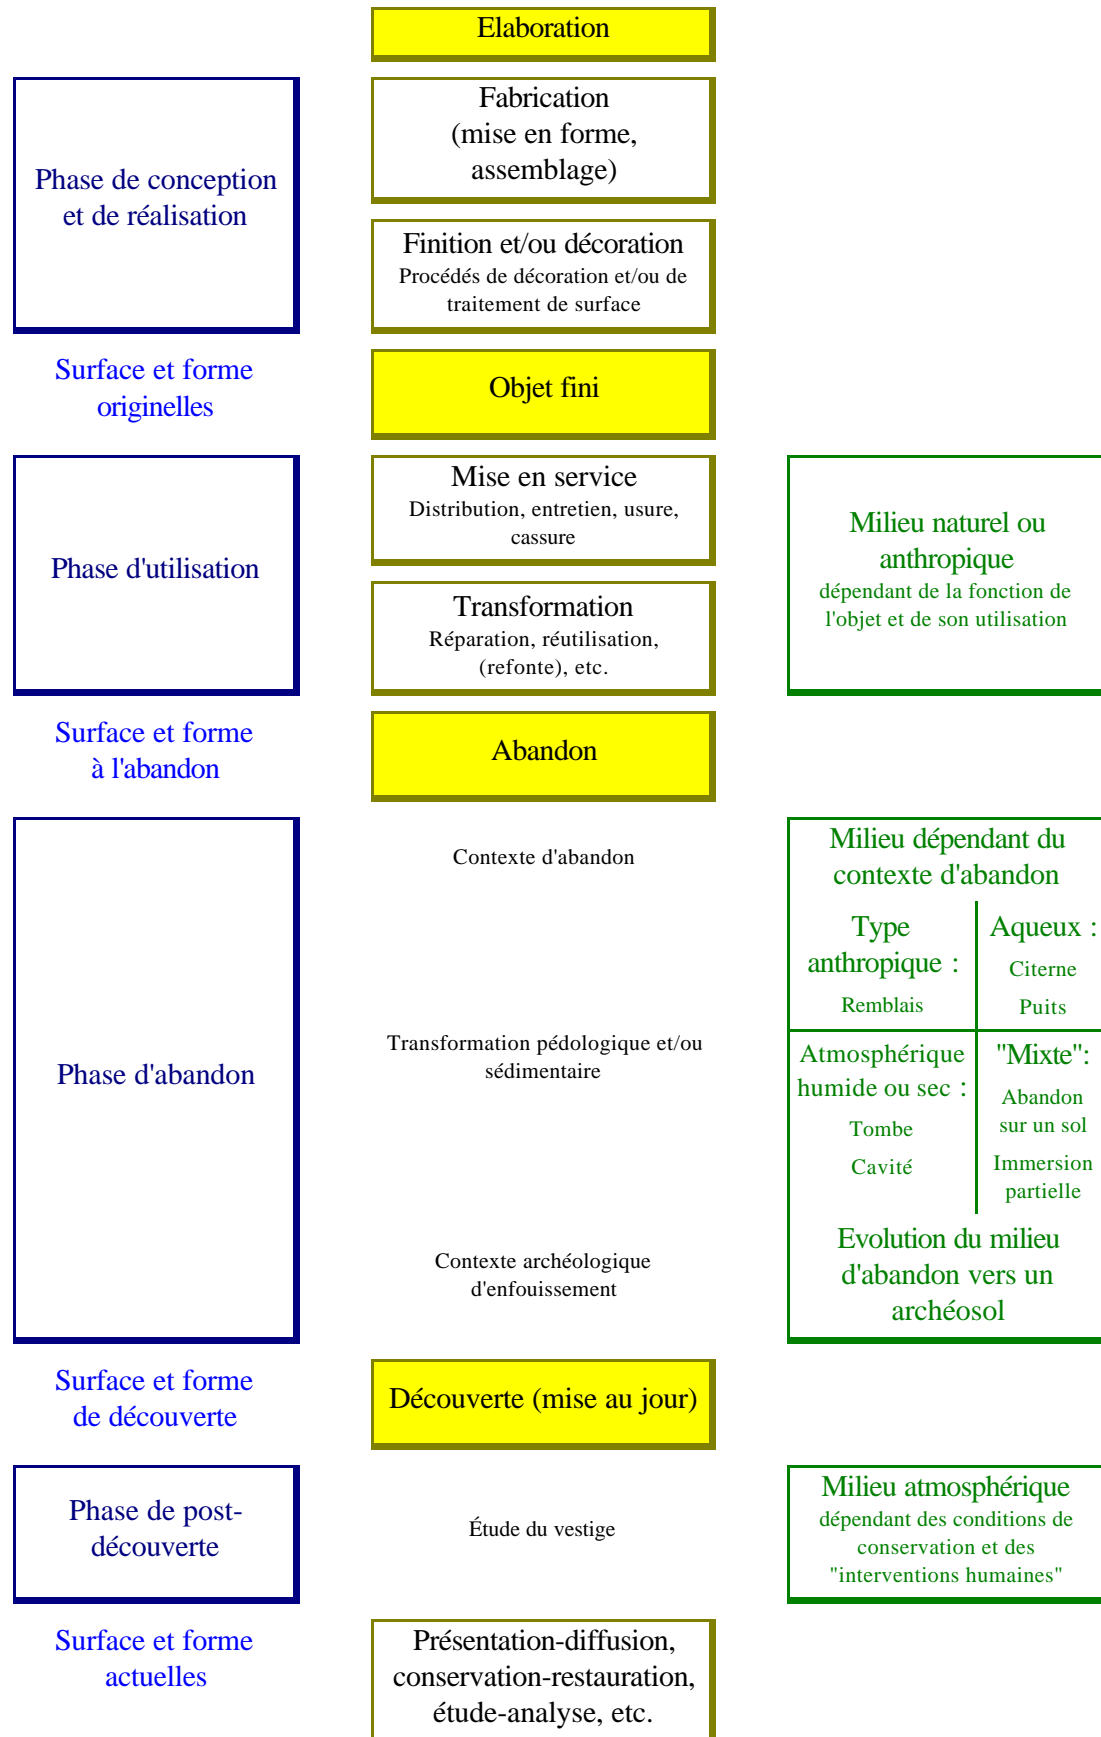 Elaboration
Phase de conception
et de réalisation
Fabrication
(mise en forme,
assemblage)
Finition et/ou décoration
Procédés de décoration et/ou de
traitement de surface
Surface et forme
originelles
Objet fini
Phase d'utilisation
Mise en service
Distribution, entretien, usure,
cassure
Transformation
Réparation, réutilisation,
(refonte), etc.
Milieu naturel ou
anthropique
dépendant de la fonction de
l'objet et de son utilisation
Surface et forme
à l'abandon
Abandon
Phase d'abandon
Contexte d'abandon
Transformation pédologique et/ou
sédimentaire
Contexte archéologique
d'enfouissement
Milieu dépendant du
contexte d'abandon
Type
anthropique :
Remblais
Aqueux :
Citerne
Puits
Atmosphérique
humide ou sec :
Tombe
Cavité
"Mixte":
Abandon
sur un sol
Immersion
partielle
Evolution du milieu
d'abandon vers un
archéosol
Surface et forme
de découverte
Découverte (mise au jour)
Phase de post-
découverte
Étude du vestige
Milieu atmosphérique
dépendant des conditions de
conservation et des
"interventions humaines"
Surface et forme
actuelles
Présentation-diffusion,
conservation-restauration,
étude-analyse, etc.